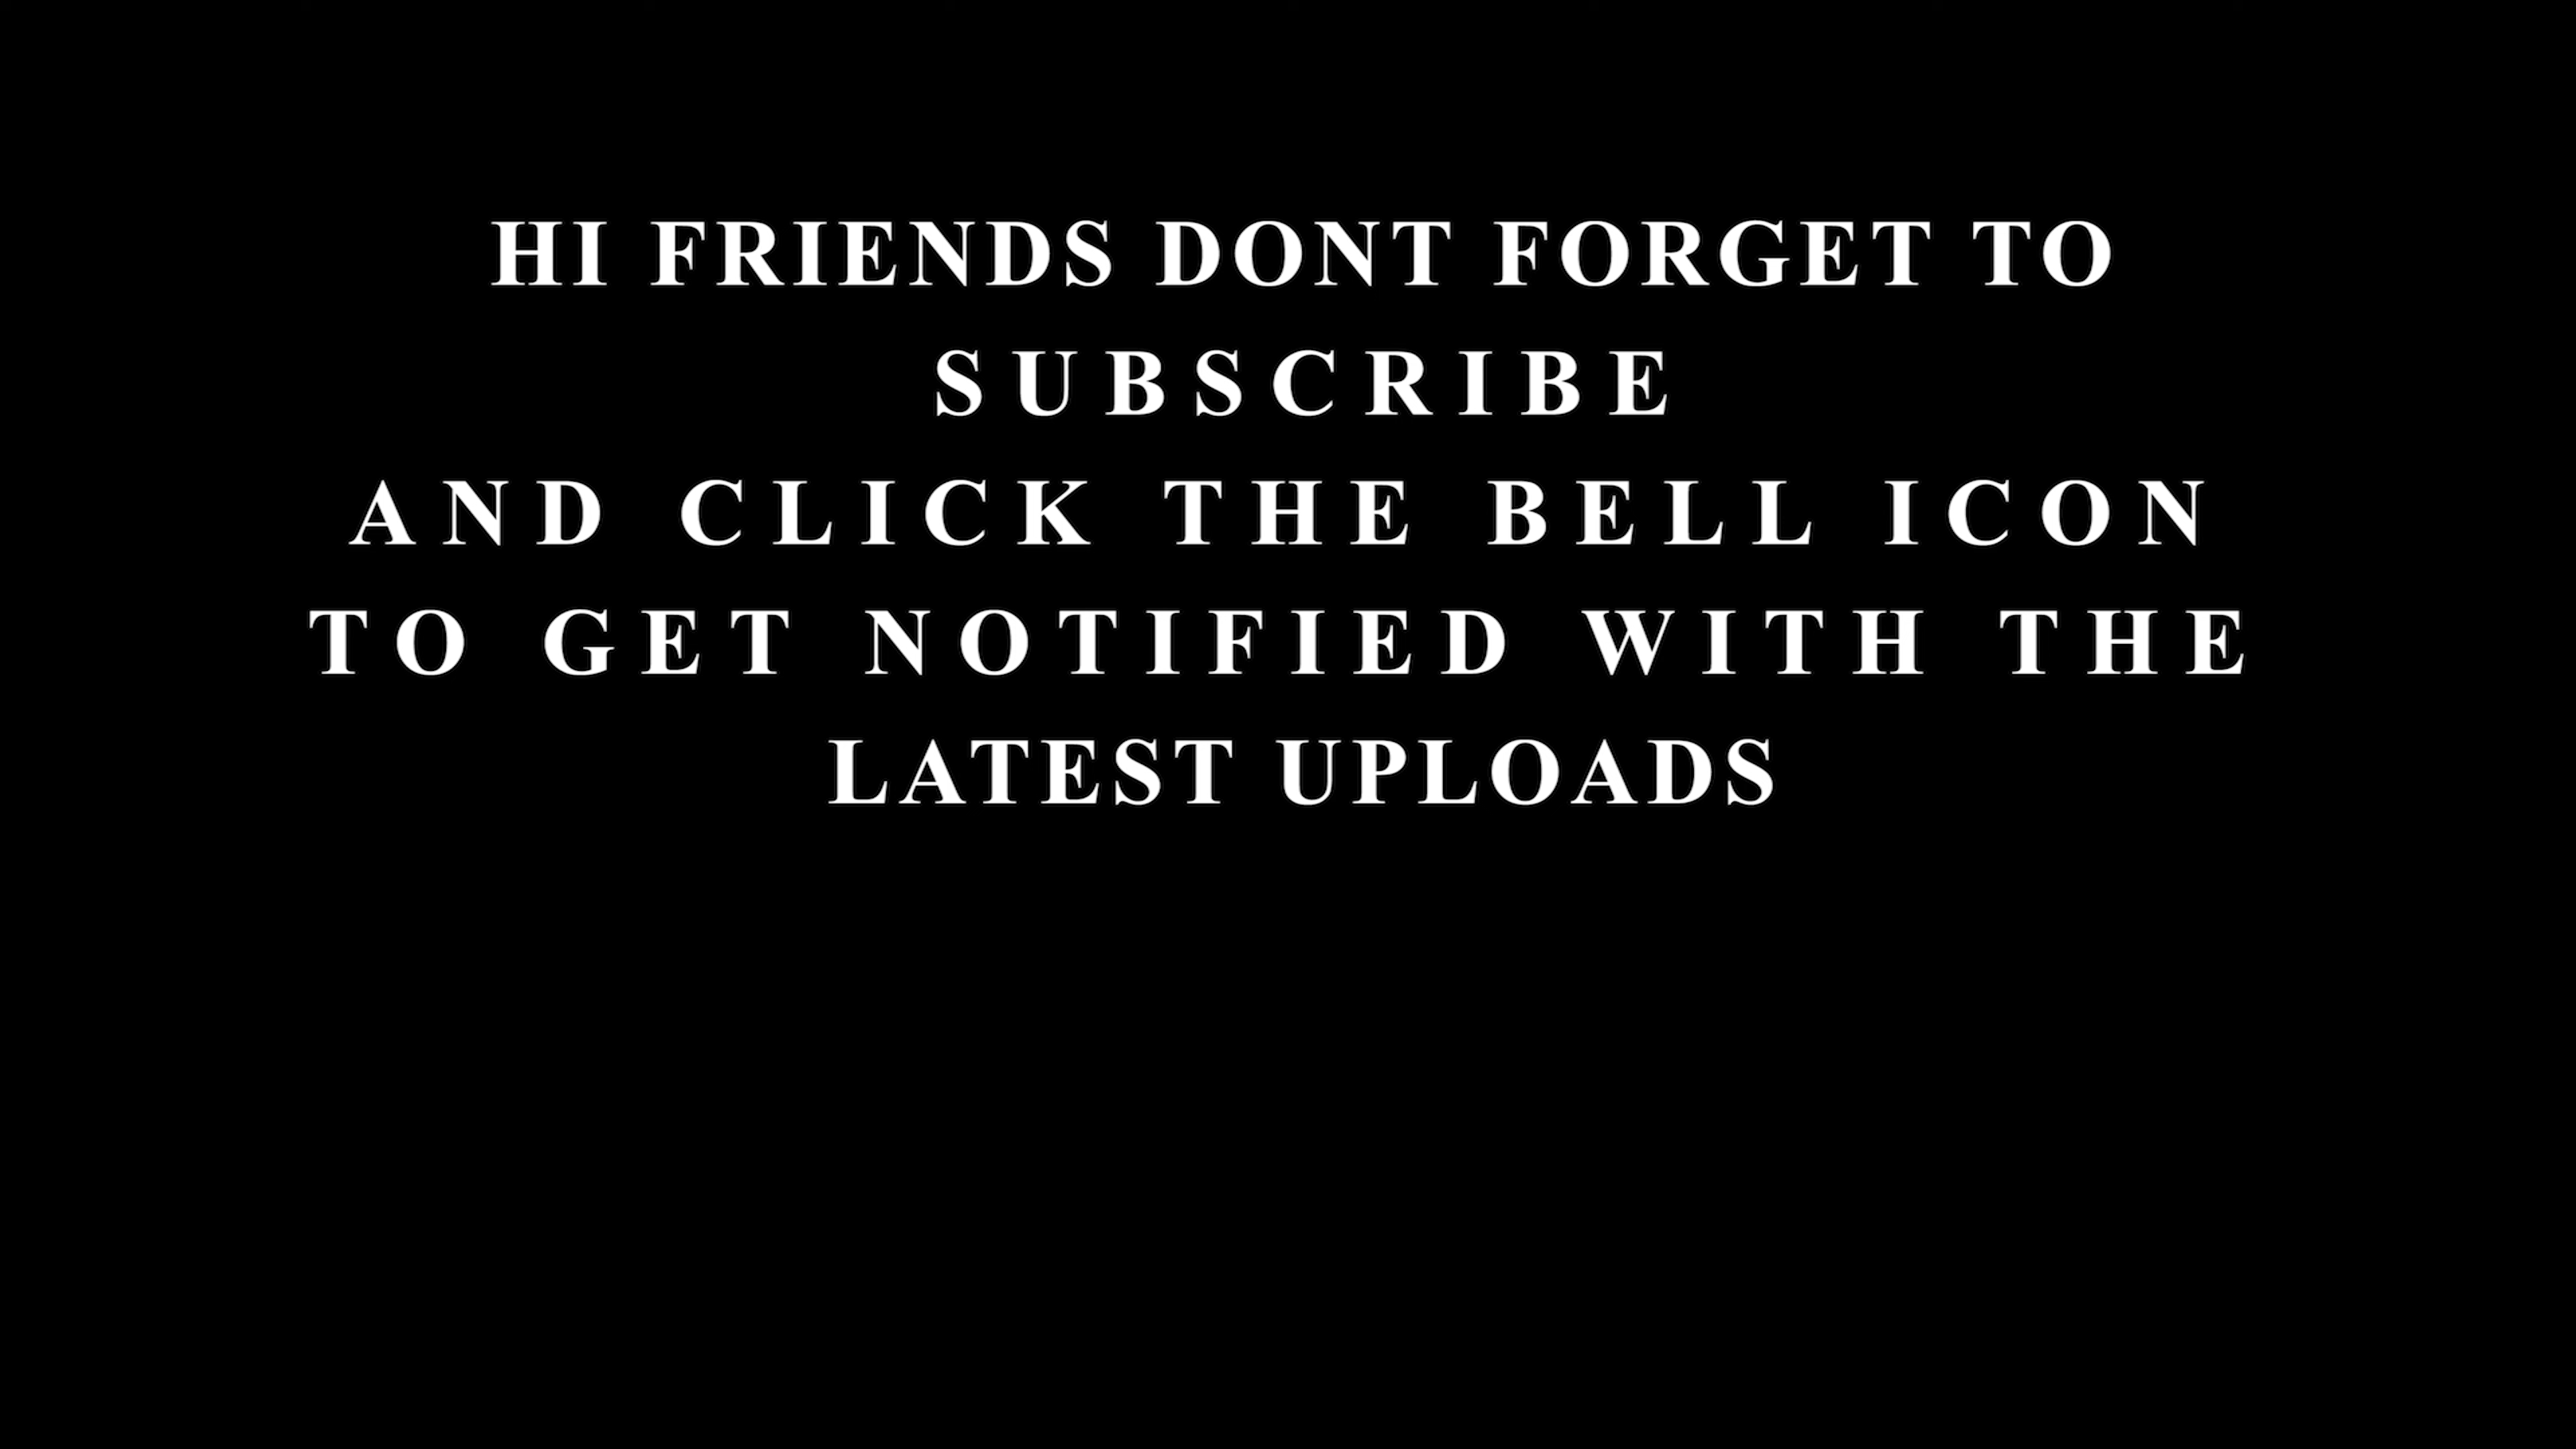 HI FRIENDS DONT FORGET TO
SUBSCRIBE
AND CLICK THE BELL ICON
TO GET NOTIFIED WITH THE
LATEST UPLOADS